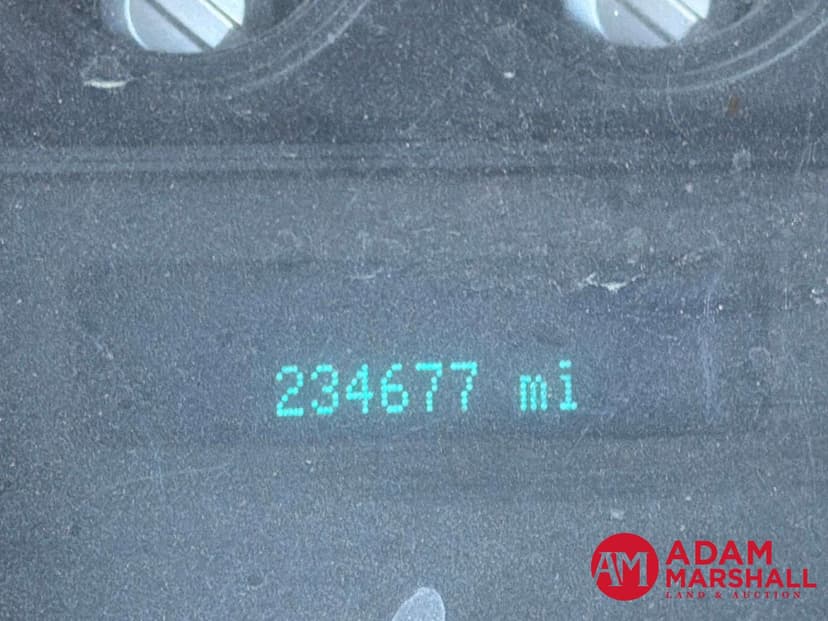 234677 mi
AM ADAM
MARSHALL
LAND & AUCTION